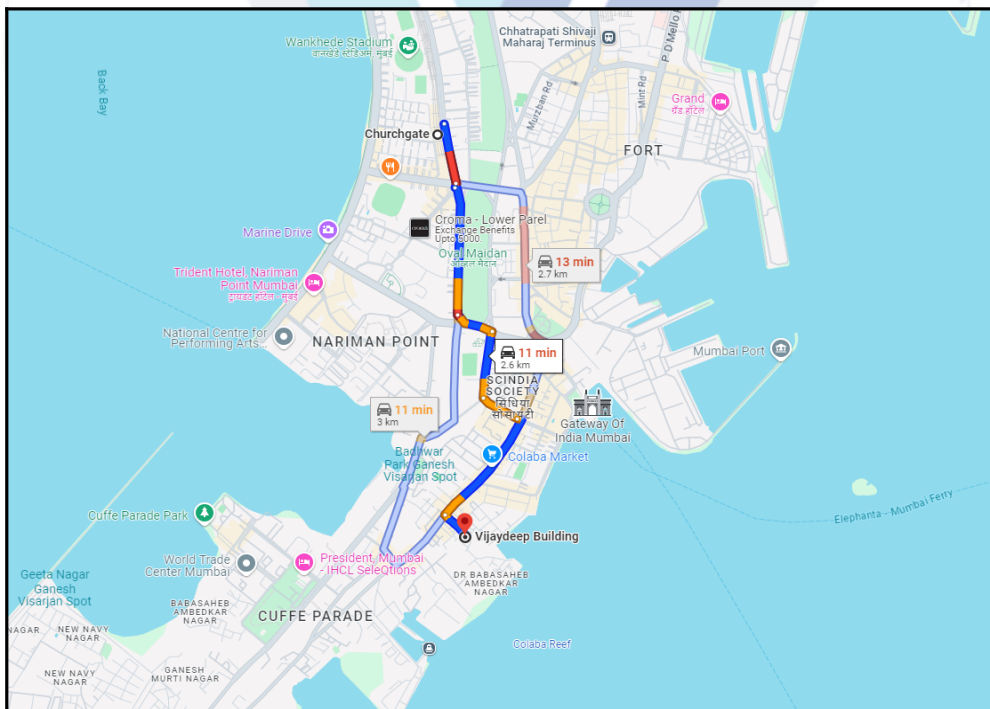 Wankhede Stadium
वानखेडे स्टेडिअम, मुंबई
Chhatrapati Shivaji
Maharaj Terminus
P D'Mello
Back Bay
Mint Rd
Murzban Rd
Grand
ग्रँड हॉटेल
Churchgate
FORT
Croma - Lower Parel
Exchange Benefits
Upto
Marine Drive
Oval Maidan
ओव्हल मैदान
13 min
2.7 km
Trident Hotel, Nariman
Point Mumbai
ट्रायडंट हॉटेल - मुंबई
National Centre for
Performing Arts...
NARIMAN POINT
11 min
2.6 km
Mumbai Port
SCINDIA
SOCIETY
सिंधिया
सोसायटी
11 min
3 km
Gateway Of
India Mumbai
Badhwar
Park Ganesh
Visarjan Spot
Colaba Market
Cuffe Parade Park
Elephanta - Mumbai Ferry
Vijaydeep Building
World Trade
Center Mumbai
President, Mumbai
- IHCL SeleQtions
Geeta Nagar
Ganesh
Visarjan Spot
DR BABASAHEB
AMBEDKAR
NAGAR
BABASAHEB
AMBEDKAR
NAGAR
CUFFE PARADE
NAGAR
NEW NAVY
NAGAR
Colaba Reef
NEW NAVY
NAGAR
GANESH
MURTI NAGAR